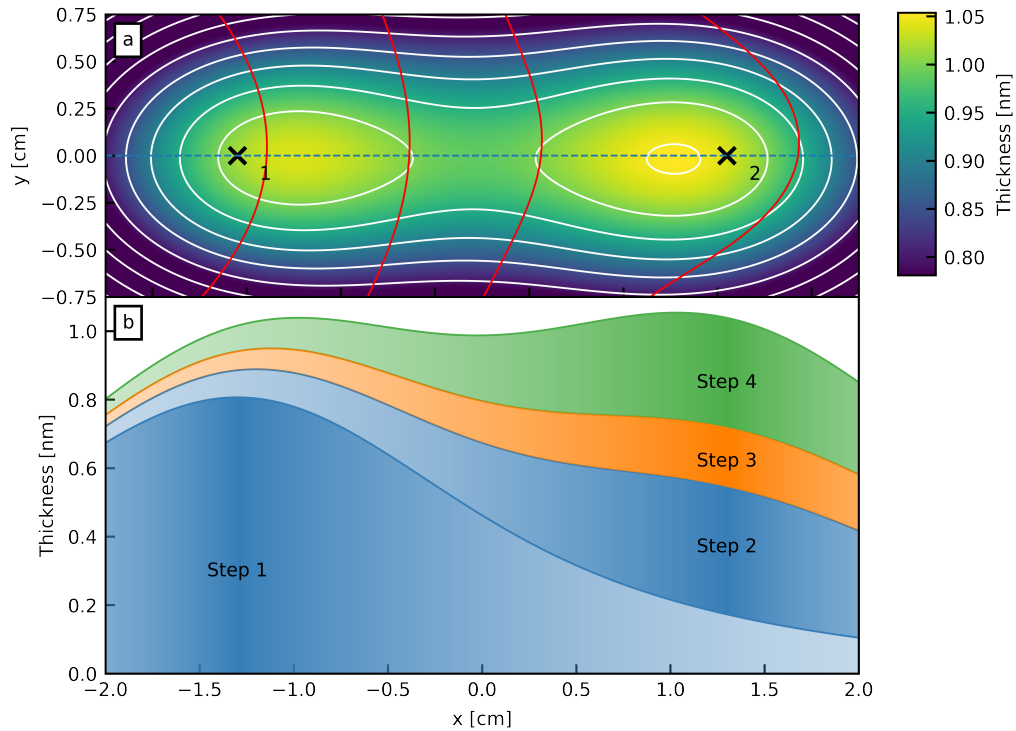 0.75
0.50
0.25
0.00
−0.25
−0.50
−0.75
y [cm]
a
1
2
1.05
1.00
0.95
0.90
0.85
0.80
Thickness [nm]
b
1.0
0.8
0.6
0.4
0.2
0.0
Thickness [nm]
Step 4
Step 3
Step 2
Step 1
−2.0 −1.5 −1.0 −0.5 0.0 0.5 1.0 1.5 2.0
x [cm]